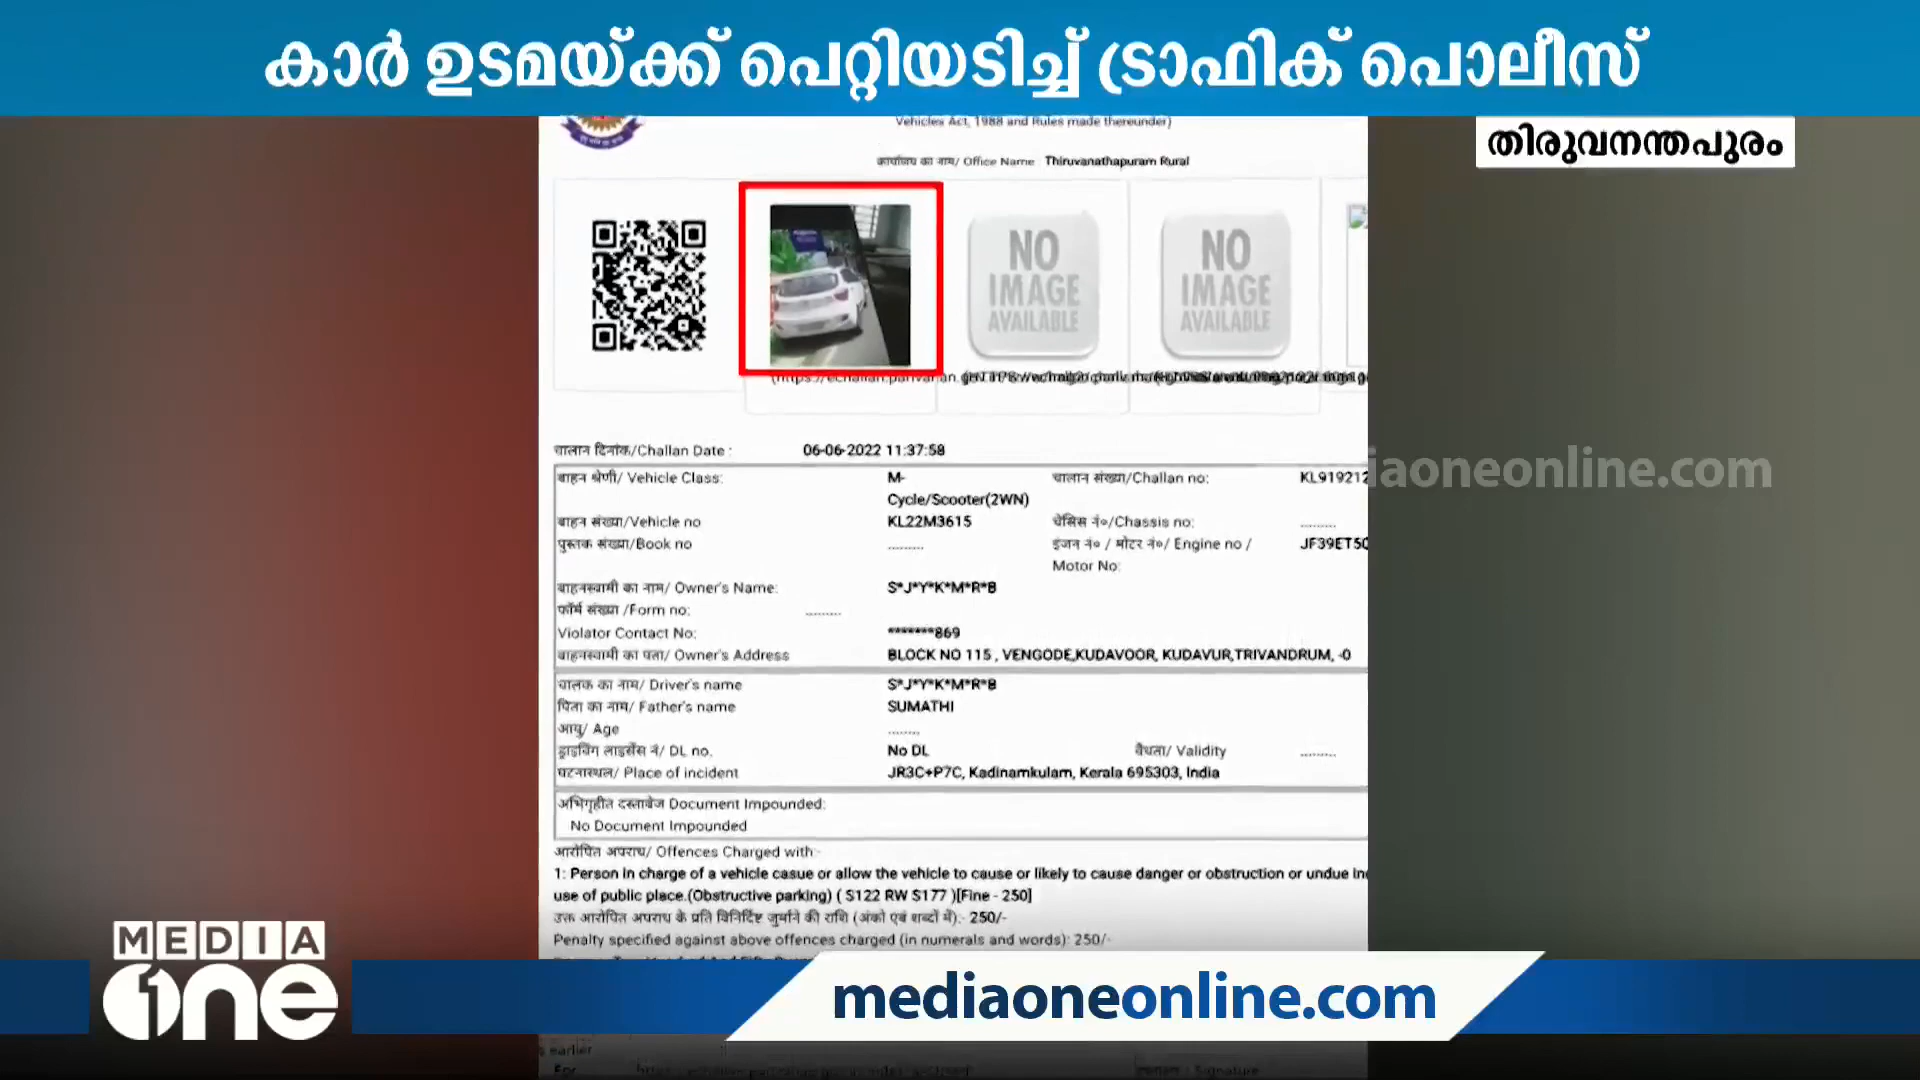 കാർ ഉടമയ്ക്ക് പെറ്റിയടിച്ച് ട്രാഫിക് പൊലീസ്
തിരുവനന്തപുരം
Vehicles Act, 1988 and Rules made thereunder)
कार्यालय का नाम/ Office Name Thiruvanathapuram Rural
NO IMAGE AVAILABLE
NO IMAGE AVAILABLE
चालान दिनांक/Challan Date : 06-06-2022 11:37:58
वाहन श्रेणी/ Vehicle Class: M-Cycle/Scooter(2WN) चालान संख्या/Challan no: KL919212
वाहन संख्या/Vehicle no KL22M3615 चेसिस नं०/Chassis no: ..........
पुस्तक संख्या/Book no .......... इंजन नं० / मोटर नं०/ Engine no / Motor No: JF39ET50
वाहनस्वामी का नाम/ Owner's Name: S*J*Y*K*M*R*B
फॉर्म संख्या /Form no: ..........
Violator Contact No: *******869
वाहनस्वामी का पता/ Owner's Address BLOCK NO 115 , VENGODE,KUDAVOOR, KUDAVUR,TRIVANDRUM, -0
चालक का नाम/ Driver's name S*J*Y*K*M*R*B
पिता का नाम/ Father's name SUMATHI
आयु/ Age ..........
ड्राइविंग लाइसेंस नं/ DL no. No DL वैधता/ Validity ..........
घटनास्थल/ Place of incident JR3C+P7C, Kadinamkulam, Kerala 695303, India
अभिगृहीत दस्तावेज Document Impounded:
No Document Impounded
आरोपित अपराध/ Offences Charged with:-
1: Person in charge of a vehicle casue or allow the vehicle to cause or likely to cause danger or obstruction or undue
use of public place.(Obstructive parking) ( S122 RW S177 )[Fine - 250]
उक्त आरोपित अपराध के प्रति विनिर्दिष्ट जुर्माने की राशि (अंको एवं शब्दों में):- 250/-
Penalty specified against above offences charged (in numerals and words): 250/-
earlier
For
Signature
MEDIA one
mediaoneonline.com
diaoneonline.com